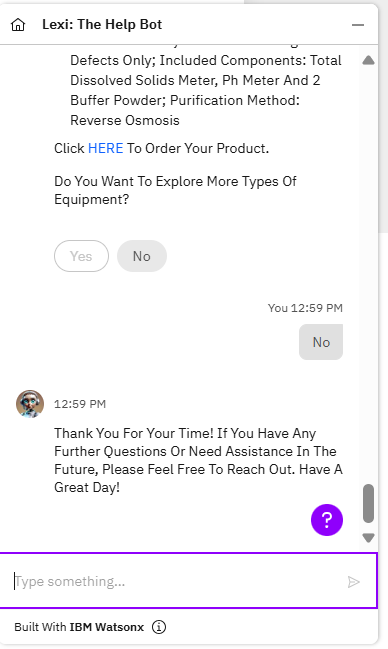 Lexi: The Help Bot
Defects Only; Included Components: Total
Dissolved Solids Meter, Ph Meter And 2
Buffer Powder; Purification Method:
Reverse Osmosis
Click HERE To Order Your Product.
Do You Want To Explore More Types Of
Equipment?
Yes No
You 12:59 PM
No
12:59 PM
Thank You For Your Time! If You Have Any
Further Questions Or Need Assistance In The
Future, Please Feel Free To Reach Out. Have A
Great Day!
?
Type something...
Built With IBM Watsonx